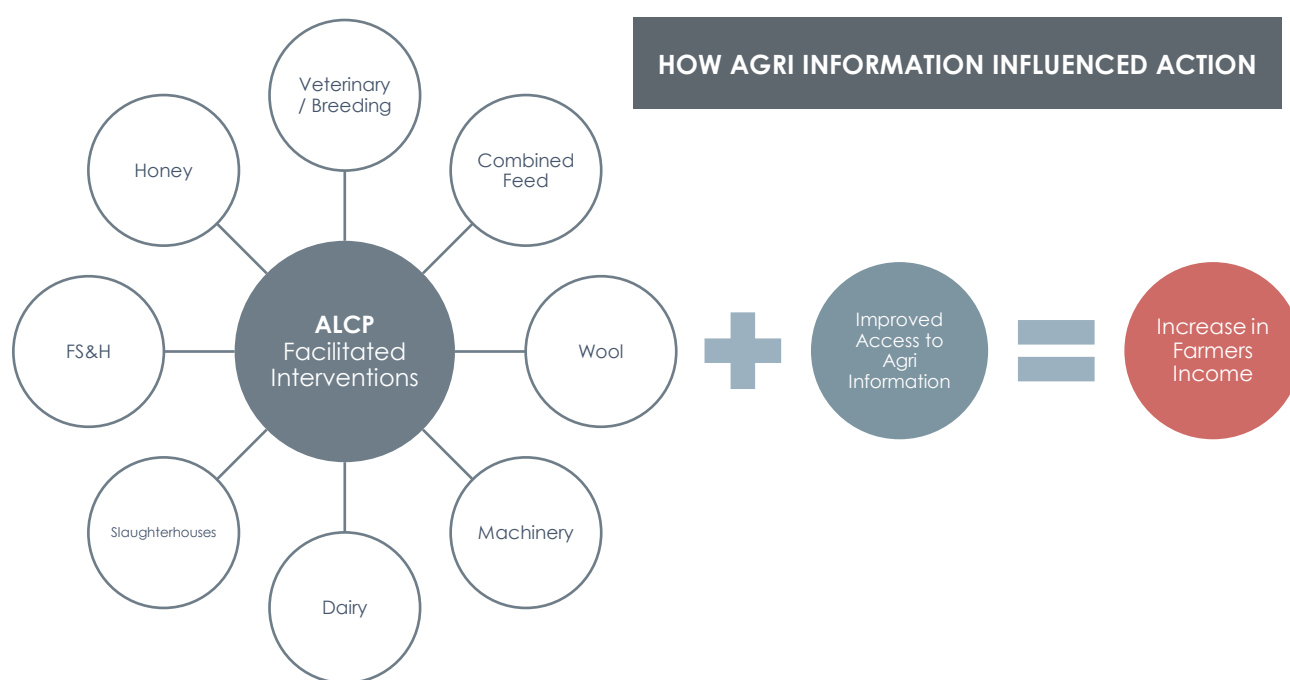 HOW AGRI INFORMATION INFLUENCED ACTION
Veterinary
/ Breeding
Honey
Combined
Feed
FS&H
ALCP
Facilitated
Interventions
Wool
Improved
Access to
Agri
Information
Increase in
Farmers
Income
Slaughterhouses
Machinery
Dairy